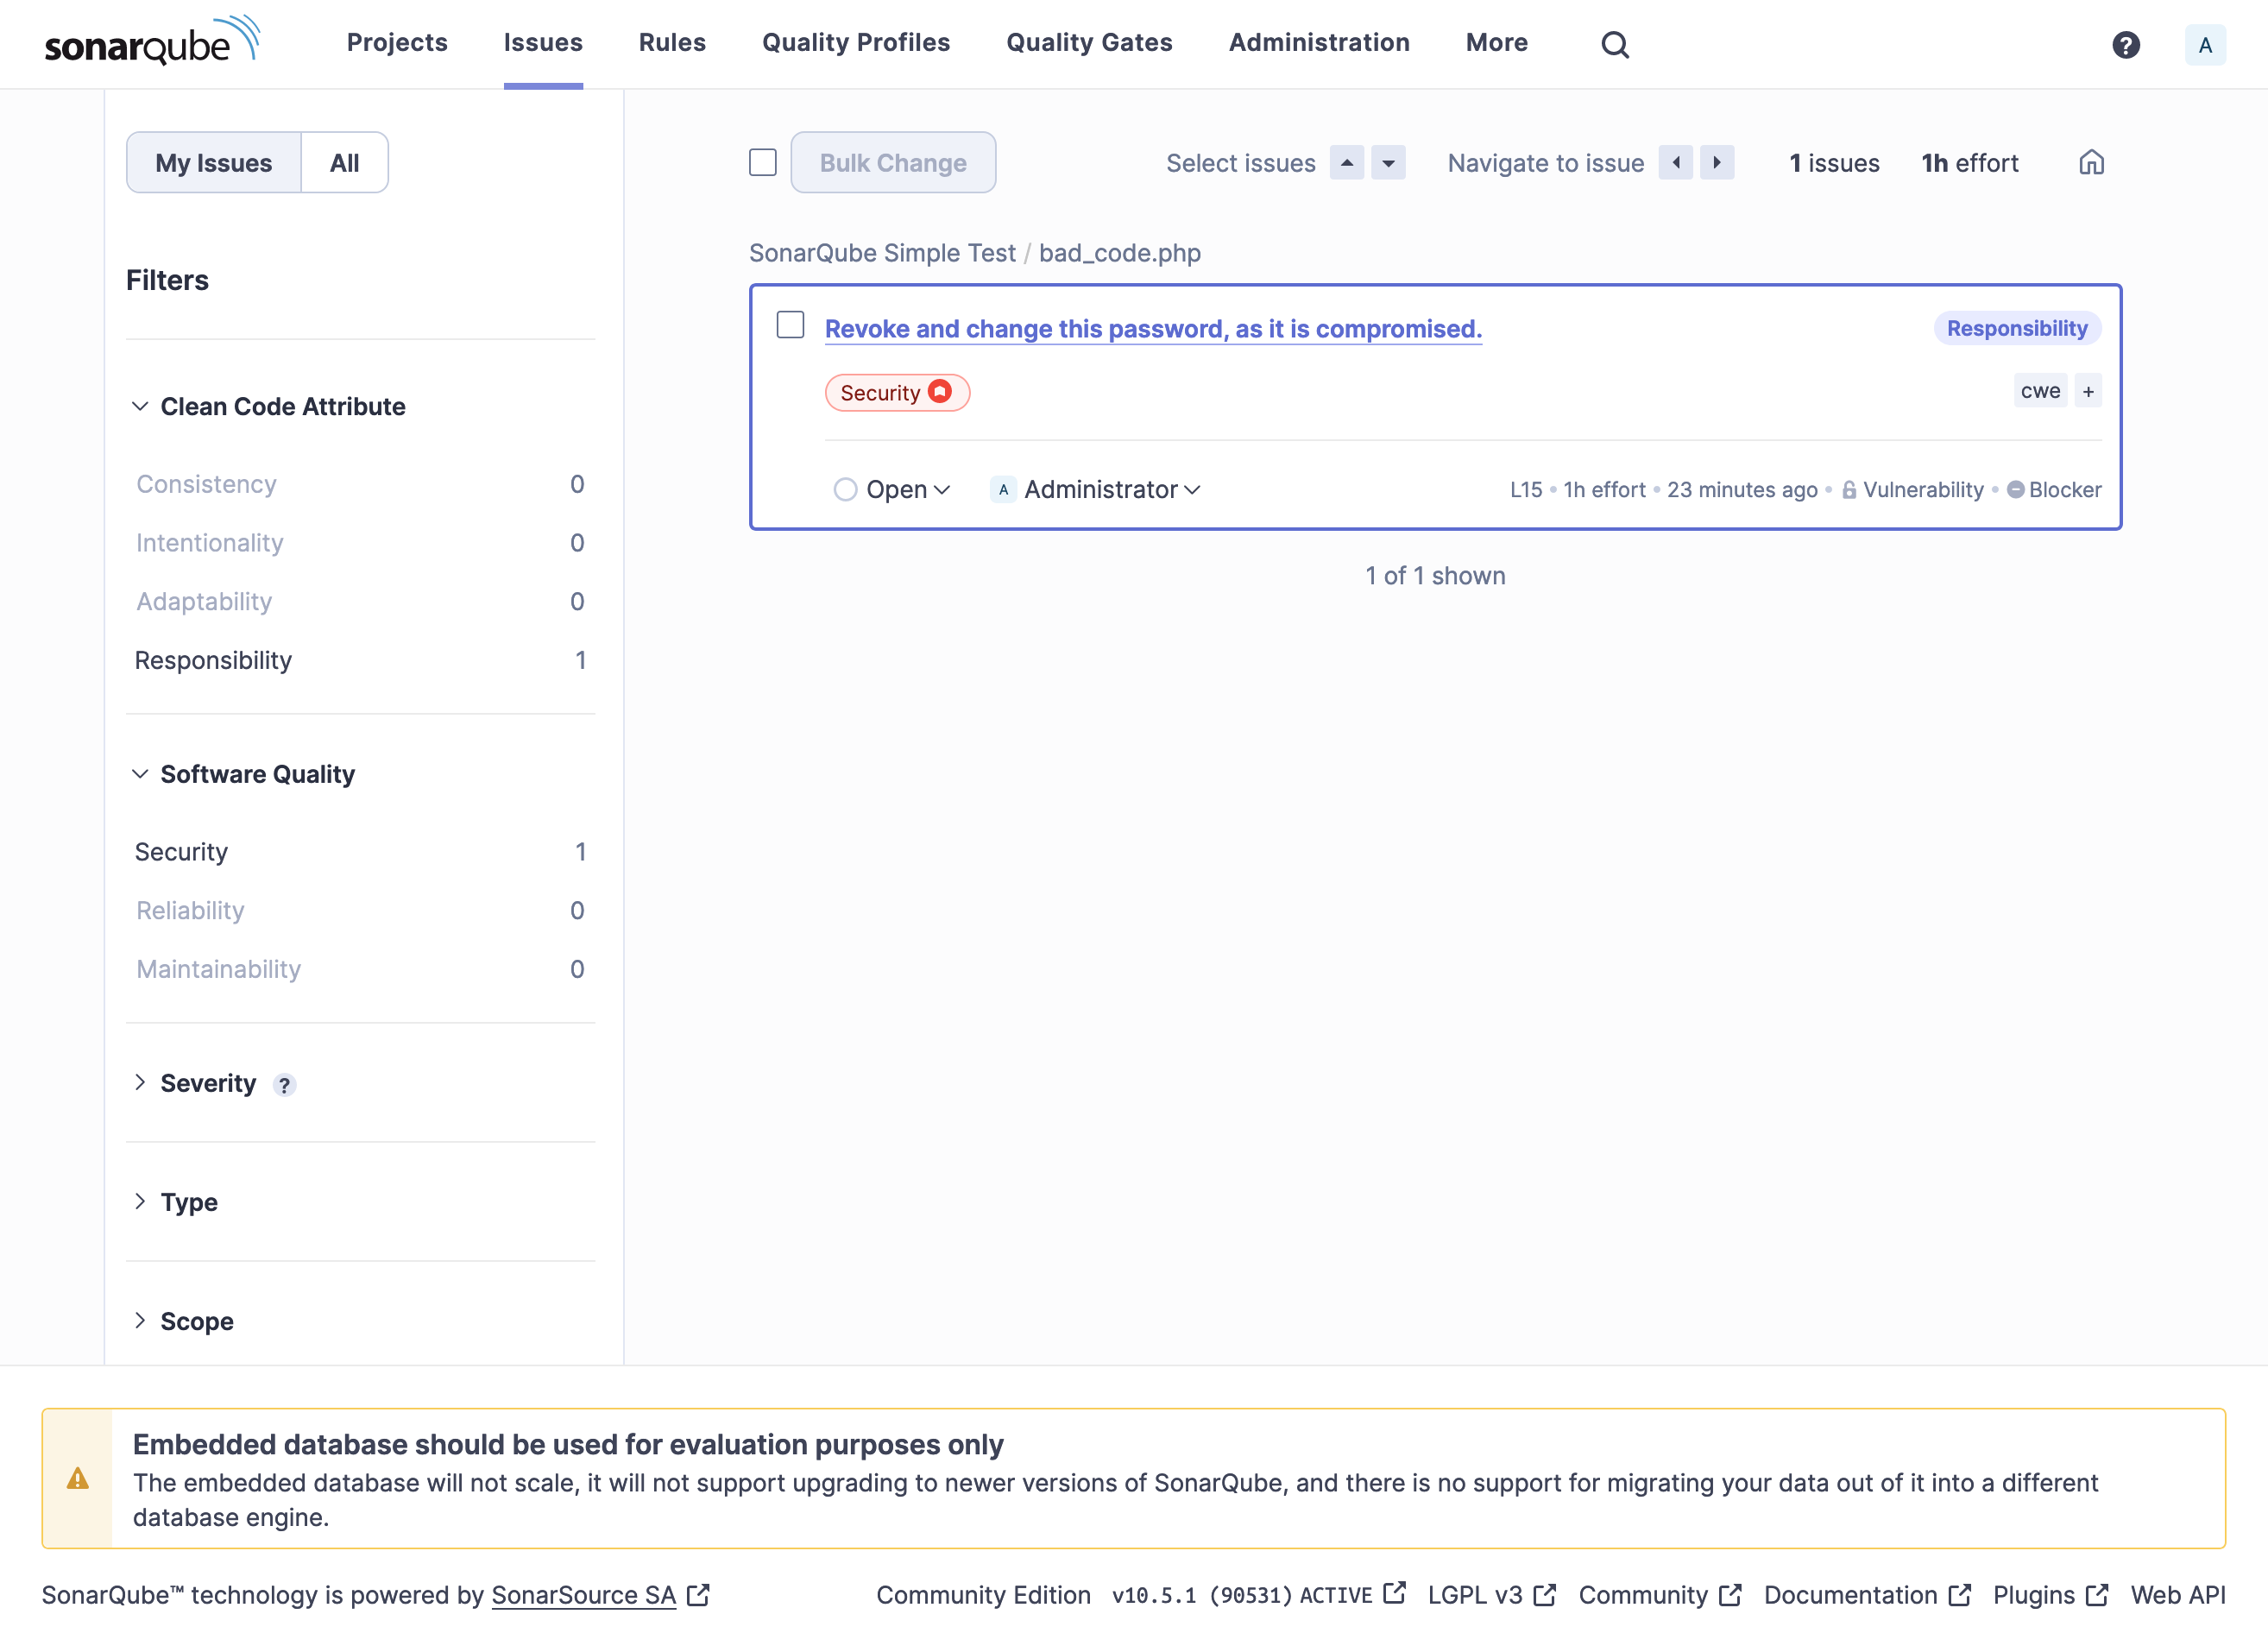 sonarqube Projects Issues Rules Quality Profiles Quality Gates Administration More ? A
My Issues All
Bulk Change Select issues Navigate to issue 1 issues 1h effort
Filters
Clean Code Attribute
Consistency 0
Intentionality 0
Adaptability 0
Responsibility 1
Software Quality
Security 1
Reliability 0
Maintainability 0
Severity ?
Type
Scope
SonarQube Simple Test / bad_code.php
Revoke and change this password, as it is compromised. Responsibility
Security cwe +
Open A Administrator L15 • 1h effort • 23 minutes ago • Vulnerability • Blocker
1 of 1 shown
Embedded database should be used for evaluation purposes only
The embedded database will not scale, it will not support upgrading to newer versions of SonarQube, and there is no support for migrating your data out of it into a different
database engine.
SonarQube™ technology is powered by SonarSource SA Community Edition v10.5.1 (90531) ACTIVE LGPL v3 Community Documentation Plugins Web API